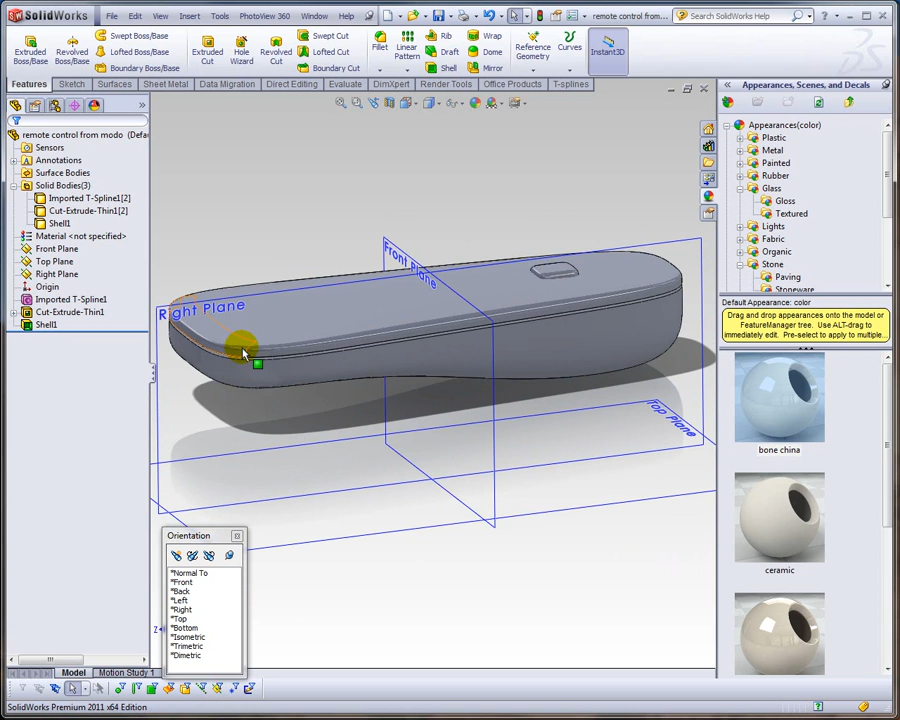 SolidWorks
File Edit View Insert Tools PhotoView 360 Window Help
remote control from...
Search SolidWorks Help
Extruded Boss/Base
Revolved Boss/Base
Swept Boss/Base
Lofted Boss/Base
Boundary Boss/Base
Extruded Cut
Hole Wizard
Revolved Cut
Swept Cut
Lofted Cut
Boundary Cut
Fillet
Linear Pattern
Rib
Draft
Shell
Wrap
Dome
Mirror
Reference Geometry
Curves
Instant3D
Features Sketch Surfaces Sheet Metal Data Migration Direct Editing Evaluate DimXpert Render Tools Office Products T-splines
remote control from modo (Defa
Sensors
Annotations
Surface Bodies
Solid Bodies(3)
Imported T-Spline1[2]
Cut-Extrude-Thin1[2]
Shell1
Material <not specified>
Front Plane
Top Plane
Right Plane
Origin
Imported T-Spline1
Cut-Extrude-Thin1
Shell1
Front Plane
Right Plane
Top Plane
Z
Orientation
*Normal To
*Front
*Back
*Left
*Right
*Top
*Bottom
*Isometric
*Trimetric
*Dimetric
Appearances, Scenes, and Decals
Appearances(color)
Plastic
Metal
Painted
Rubber
Glass
Gloss
Textured
Lights
Fabric
Organic
Stone
Paving
Stoneware
Default Appearance: color
Drag and drop appearances onto the model or
FeatureManager tree. Use ALT-drag to
immediately edit. Pre-select to apply to multiple...
bone china
ceramic
Model Motion Study 1
SolidWorks Premium 2011 x64 Edition